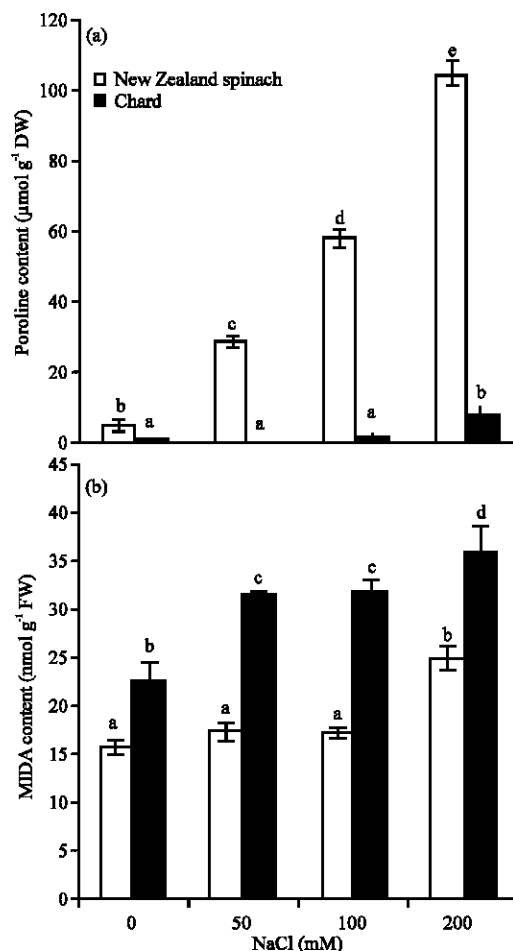 (a)
New Zealand spinach
Chard
Poroline content (µmol g⁻¹ DW)
120
100
80
60
40
20
0
b
a
c
a
d
a
e
b
(b)
MIDA content (nmol g⁻¹ FW)
45
40
35
30
25
20
15
10
5
0
a
b
a
c
a
c
b
d
0 50 100 200
NaCl (mM)